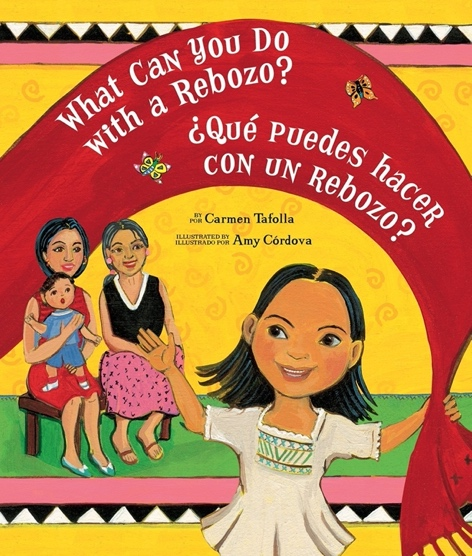 What Can You Do
with a Rebozo?
¿Qué puedes hacer
con un Rebozo?
BY
POR Carmen Tafolla
ILLUSTRATED BY
ILLUSTRADO POR Amy Córdova